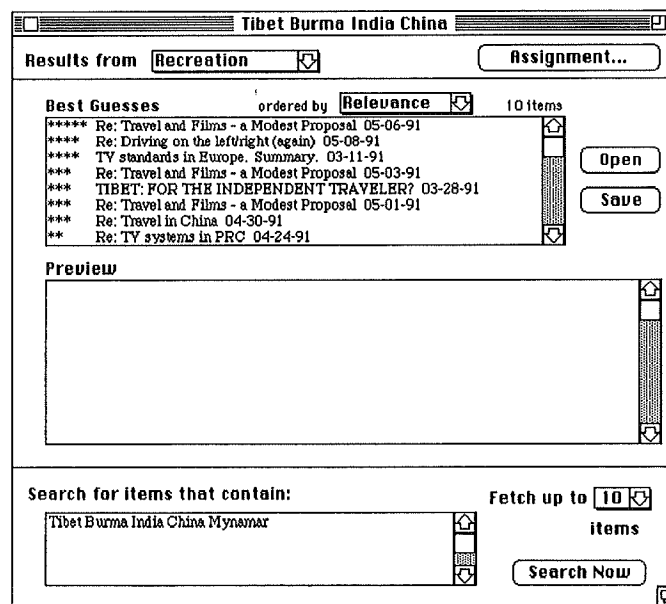 Tibet Burma India China
Results from Recreation Assignment...
Best Guesses ordered by Relevance 10 items
***** Re: Travel and Films - a Modest Proposal 05-06-91
**** Re: Driving on the left/right (again) 05-08-91
**** TV standards in Europe. Summary. 03-11-91
*** Re: Travel and Films - a Modest Proposal 05-03-91
*** TIBET: FOR THE INDEPENDENT TRAVELER? 03-28-91
*** Re: Travel and Films - a Modest Proposal 05-01-91
*** Re: Travel in China 04-30-91
** Re: TV systems in PRC 04-24-91
Open
Save
Preview
Search for items that contain:
Tibet Burma India China Mynamar
Fetch up to 10
items
Search Now